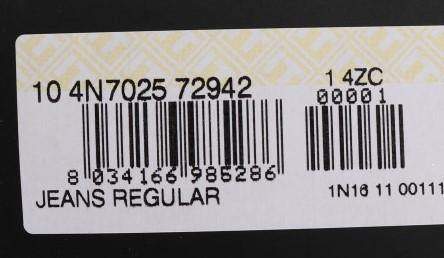 10 4N7025 72942
1 4ZC
00001
8 034166 985286
JEANS REGULAR
1N16 11 00111